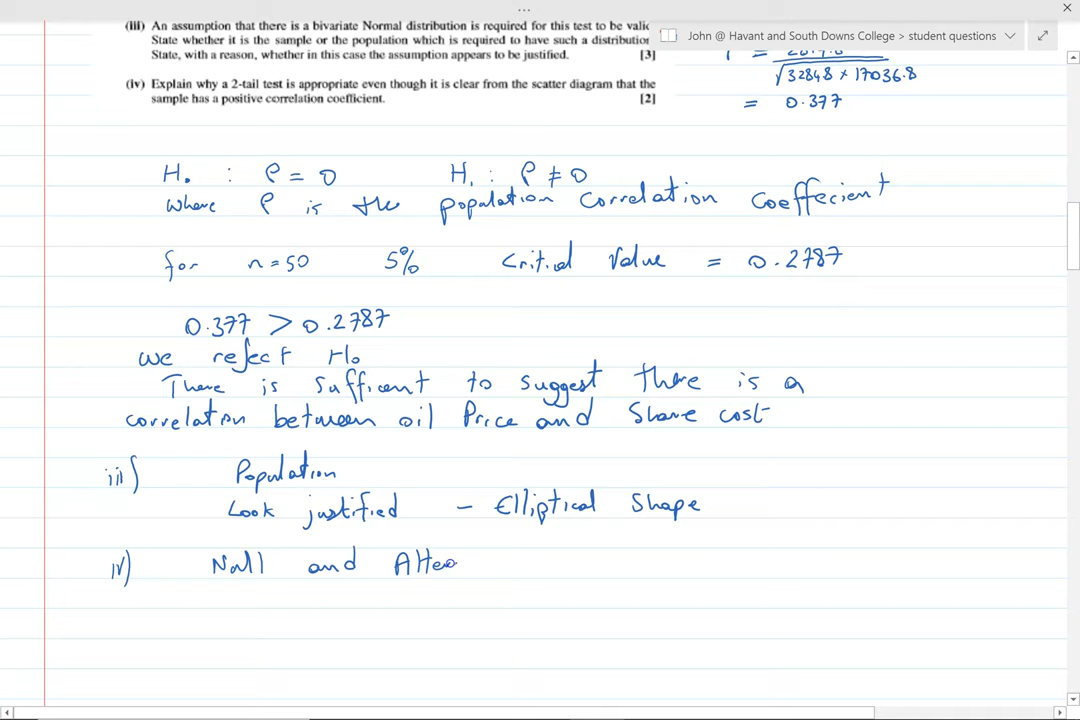 (iii) An assumption that there is a bivariate Normal distribution is required for this test to be valid
State whether it is the sample or the population which is required to have such a distribution
State, with a reason, whether in this case the assumption appears to be justified. [3]
(iv) Explain why a 2-tail test is appropriate even though it is clear from the scatter diagram that the
sample has a positive correlation coefficient. [2]
John @ Havant and South Downs College > student questions
√32848 × 17036.8
= 0.377
H₀ : ρ = 0 H₁ : ρ ≠ 0
where ρ is the population correlation coeffecient
for n=50 5% critical value = 0.2787
0.377 > 0.2787
we reject H₀
There is sufficent to suggest there is a
correlation between oil Price and Share cost
iii) Population
Look justified – Elliptical Shape
iv) Null and Alte